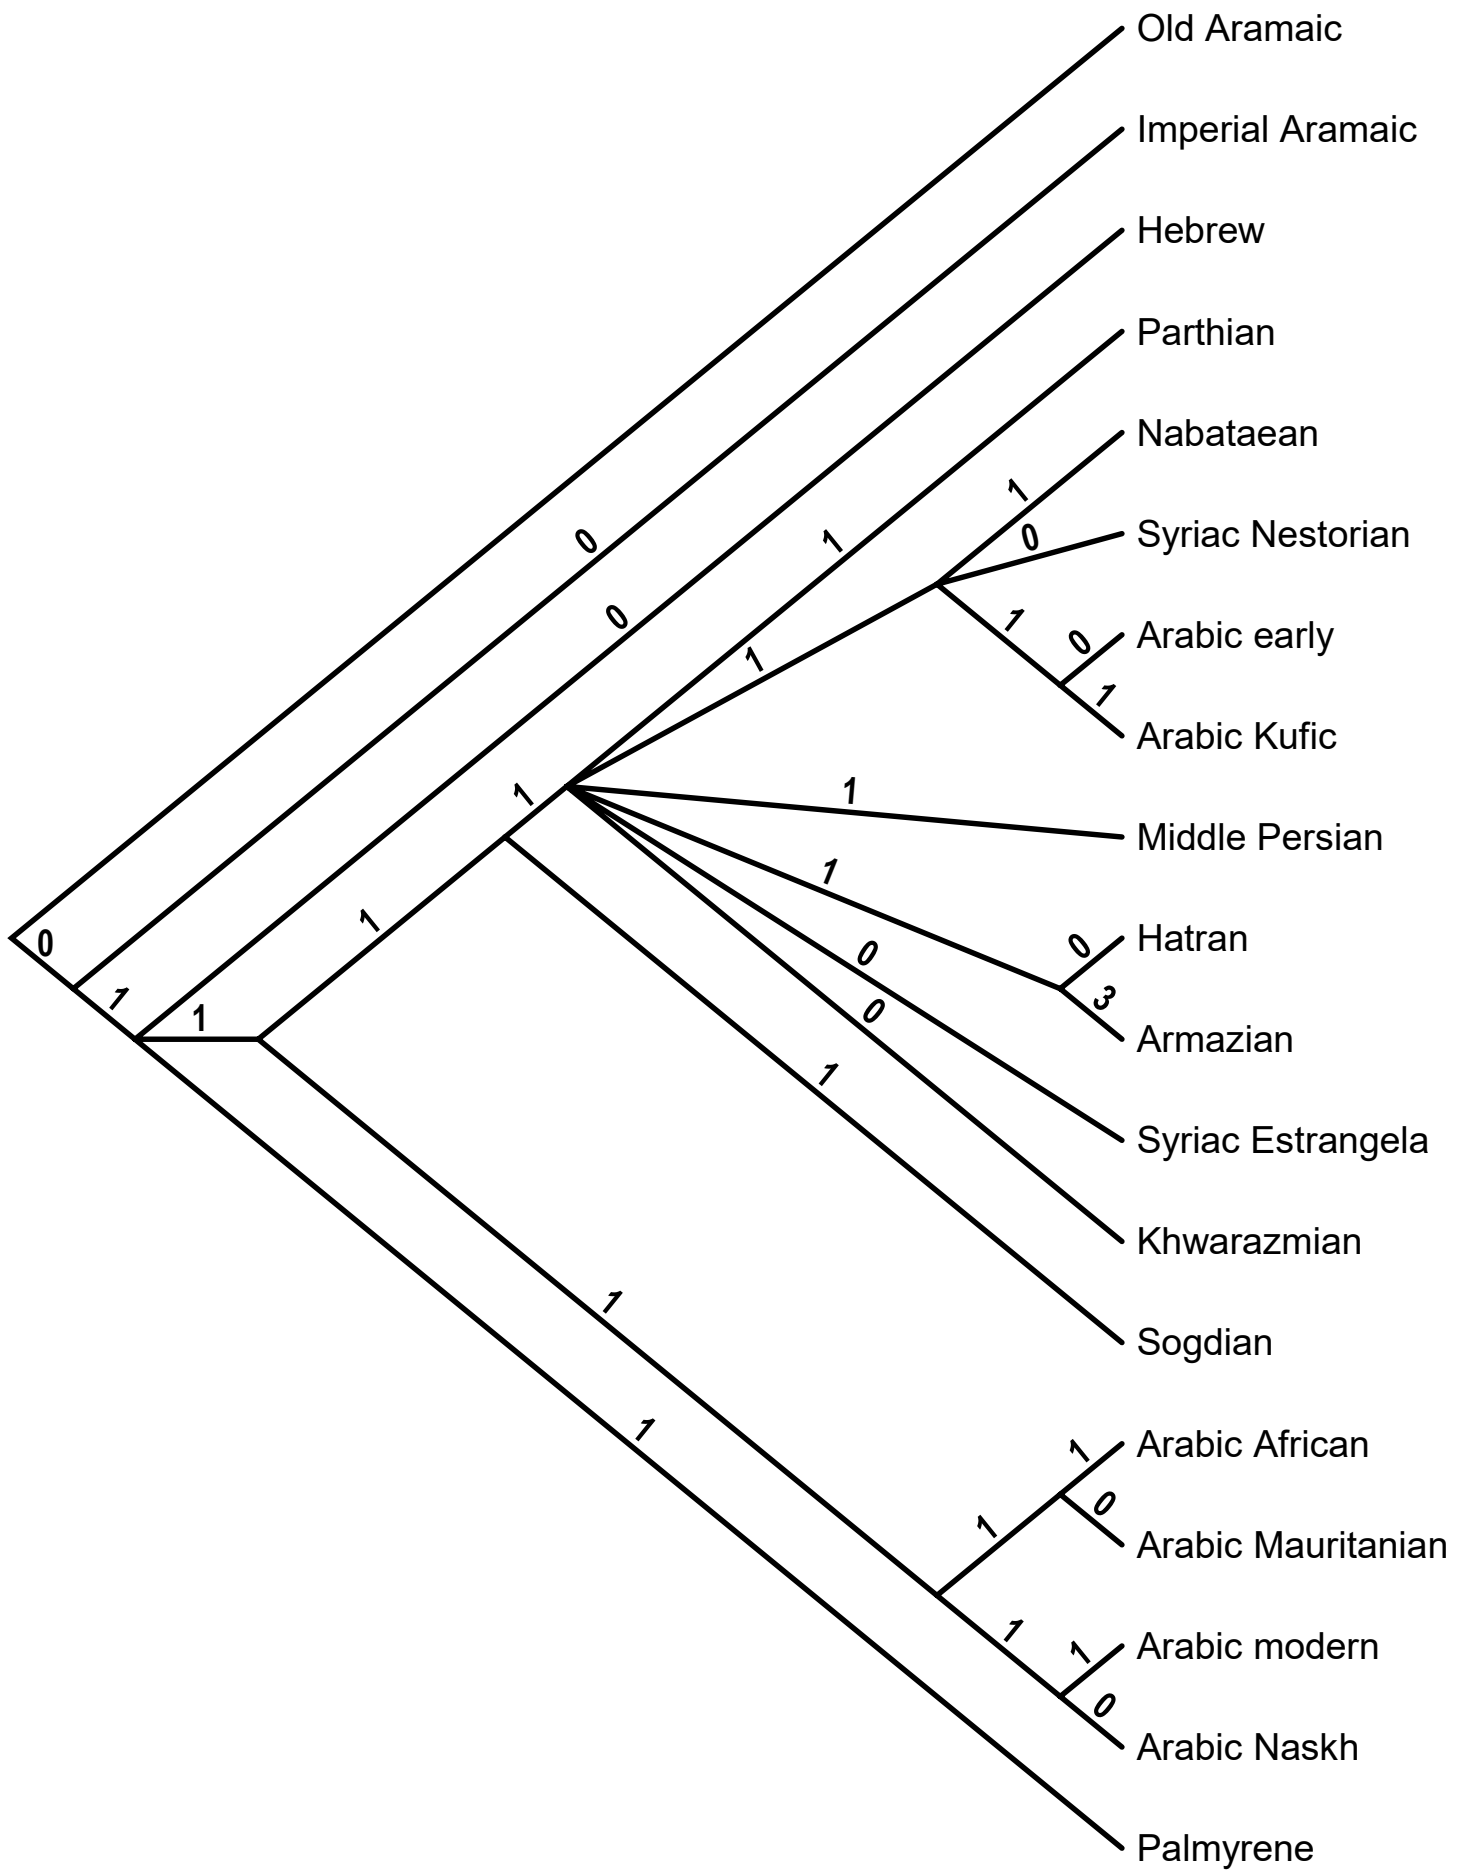 Old Aramaic
Imperial Aramaic
Hebrew
Parthian
Nabataean
1
Syriac Nestorian
0
0
1
1
0
Arabic early
0
1
1
Arabic Kufic
1
1
1
Middle Persian
1
1
0
0
Hatran
0
1
3
0
1
Armazian
1
Syriac Estrangela
Khwarazmian
1
Sogdian
1
1
Arabic African
0
1
Arabic Mauritanian
1
1
Arabic modern
0
Arabic Naskh
Palmyrene